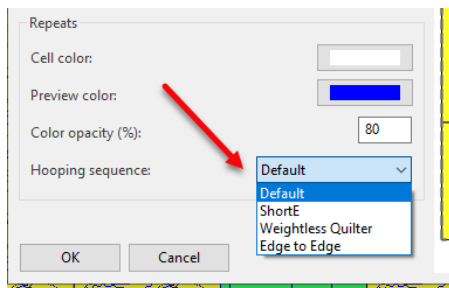 Repeats
Cell color:
Preview color:
Color opacity (%): 80
Hooping sequence: Default
Default
ShortE
Weightless Quilter
Edge to Edge
OK Cancel